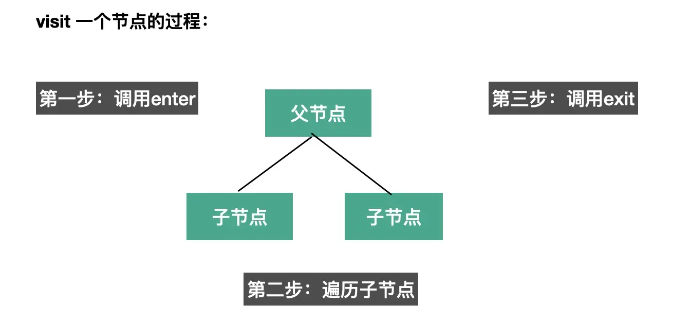 visit 一个节点的过程：
第一步：调用enter
父节点
第三步：调用exit
子节点
子节点
第二步：遍历子节点